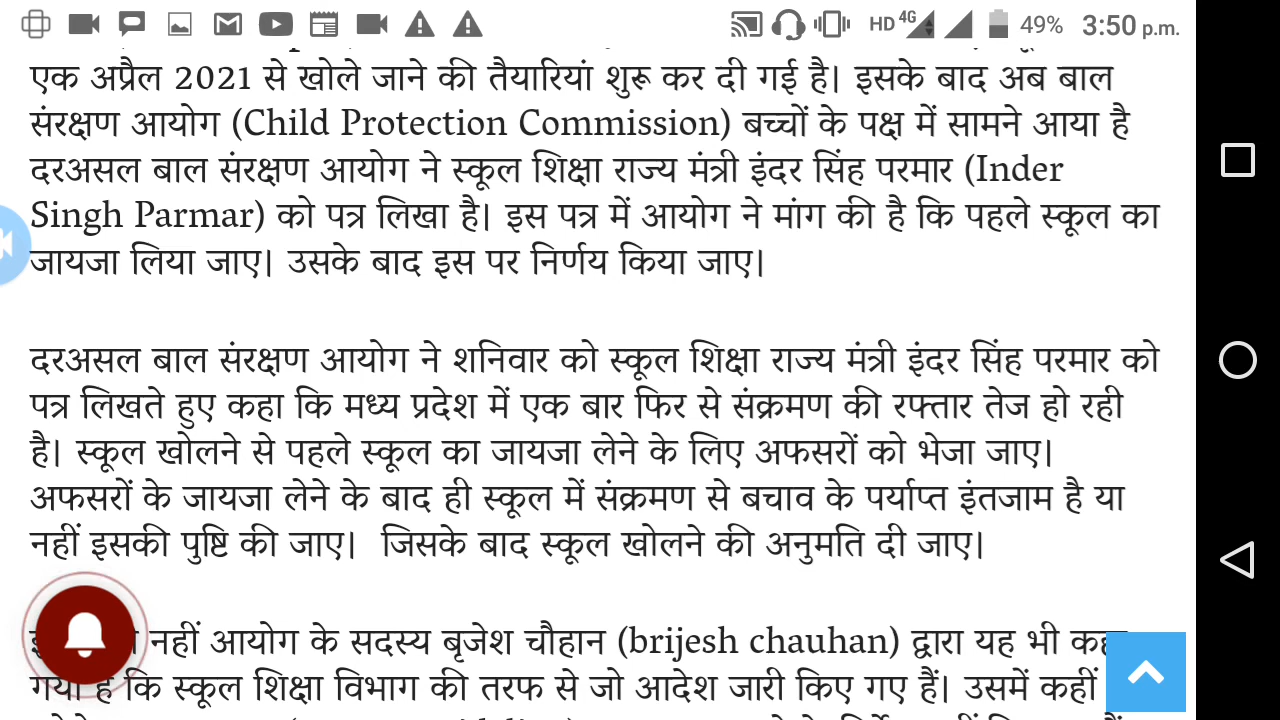 HD 4G 49% 3:50 p.m.
एक अप्रैल 2021 से खोले जाने की तैयारियां शुरू कर दी गई है। इसके बाद अब बाल
संरक्षण आयोग (Child Protection Commission) बच्चों के पक्ष में सामने आया है
दरअसल बाल संरक्षण आयोग ने स्कूल शिक्षा राज्य मंत्री इंदर सिंह परमार (Inder
Singh Parmar) को पत्र लिखा है। इस पत्र में आयोग ने मांग की है कि पहले स्कूल का
जायजा लिया जाए। उसके बाद इस पर निर्णय किया जाए।
दरअसल बाल संरक्षण आयोग ने शनिवार को स्कूल शिक्षा राज्य मंत्री इंदर सिंह परमार को
पत्र लिखते हुए कहा कि मध्य प्रदेश में एक बार फिर से संक्रमण की रफ्तार तेज हो रही
है। स्कूल खोलने से पहले स्कूल का जायजा लेने के लिए अफसरों को भेजा जाए।
अफसरों के जायजा लेने के बाद ही स्कूल में संक्रमण से बचाव के पर्याप्त इंतजाम है या
नहीं इसकी पुष्टि की जाए। जिसके बाद स्कूल खोलने की अनुमति दी जाए।
नहीं आयोग के सदस्य बृजेश चौहान (brijesh chauhan) द्वारा यह भी कहा
गया है कि स्कूल शिक्षा विभाग की तरफ से जो आदेश जारी किए गए हैं। उसमें कहीं